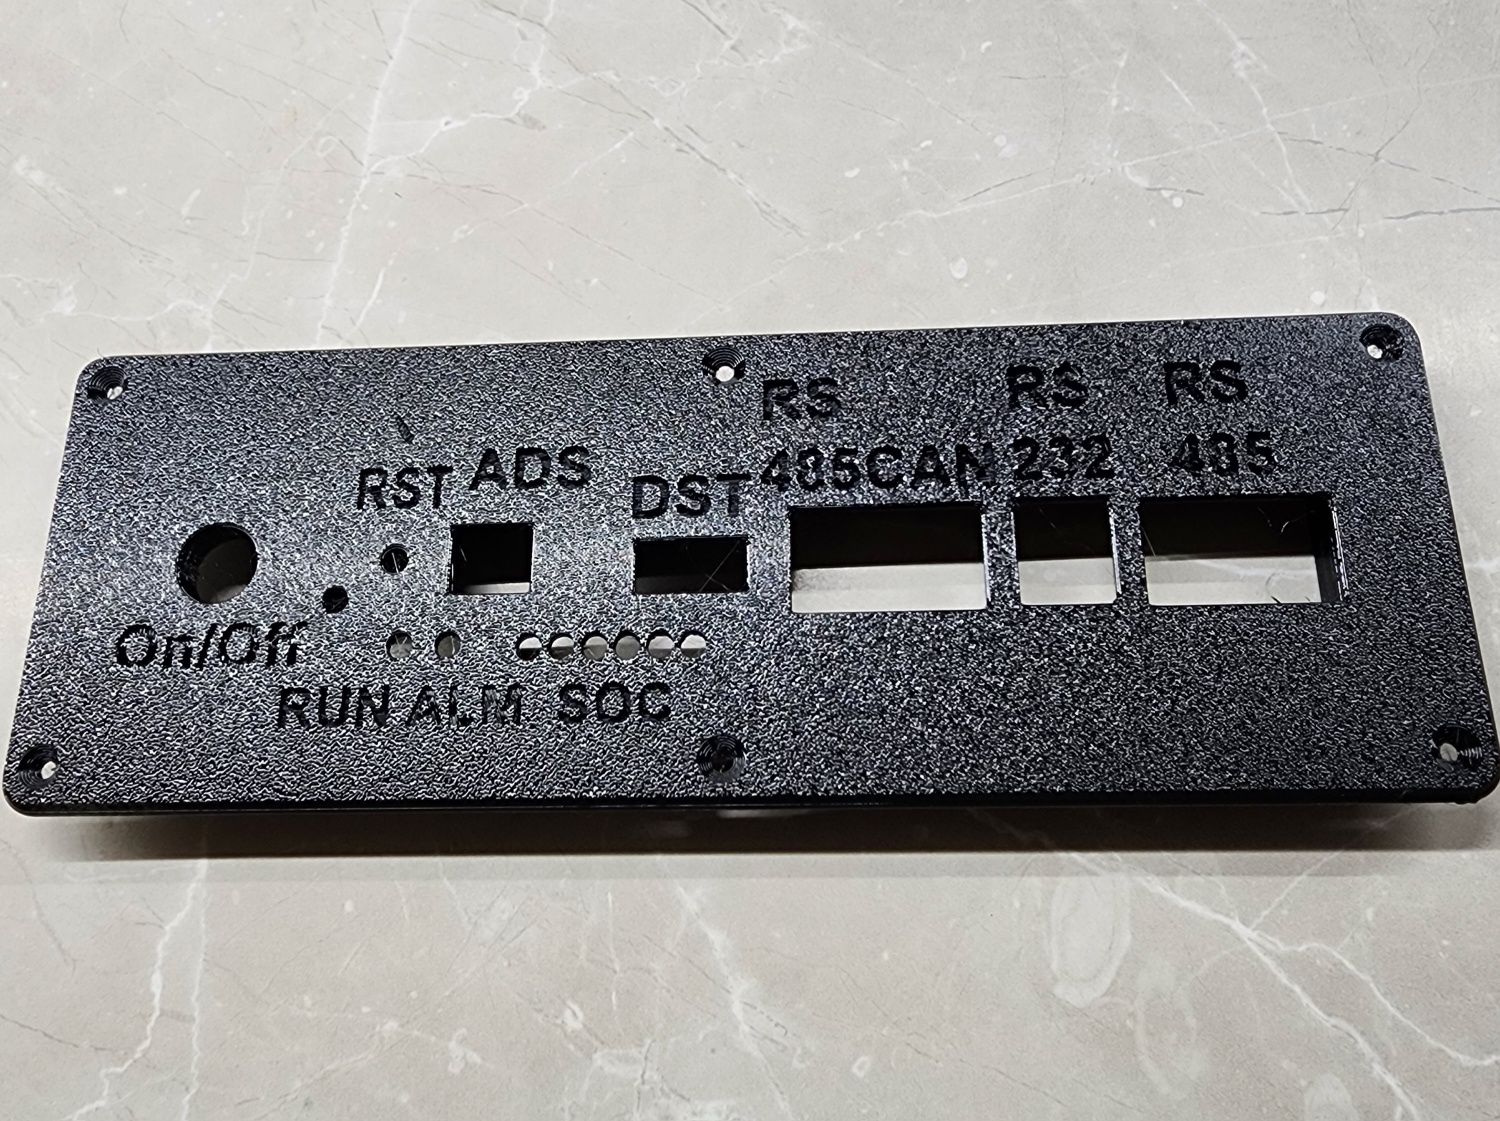 RS RS RS
RST ADS DST 485CAN 232 485
On/Off
RUN ALM SOC